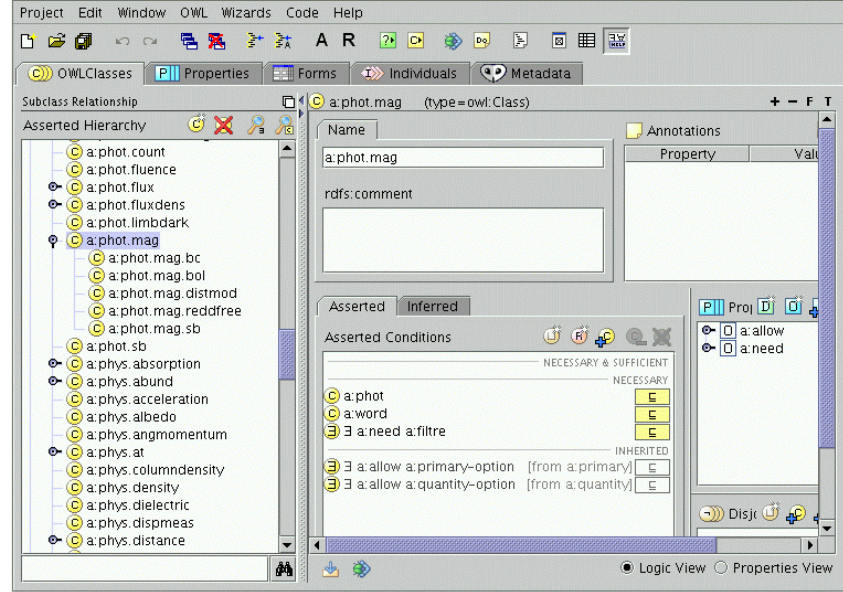 Project Edit Window OWL Wizards Code Help
OWLClasses Properties Forms Individuals Metadata
Subclass Relationship
Asserted Hierarchy
a:phot.count
a:phot.fluence
a:phot.flux
a:phot.fluxdens
a:phot.limbdark
a:phot.mag
a:phot.mag.bc
a:phot.mag.bol
a:phot.mag.distmod
a:phot.mag.reddfree
a:phot.mag.sb
a:phot.sb
a:phys.absorption
a:phys.abund
a:phys.acceleration
a:phys.albedo
a:phys.angmomentum
a:phys.at
a:phys.columndensity
a:phys.density
a:phys.dielectric
a:phys.dispmeas
a:phys.distance
a:phot.mag (type=owl:Class) + − F T
Name
a:phot.mag
rdfs:comment
Annotations
Property Valu
Asserted Inferred
Asserted Conditions
NECESSARY & SUFFICIENT
NECESSARY
a:phot
a:word
∃ a:need a:filtre
INHERITED
∃ a:allow a:primary-option [from a:primary]
∃ a:allow a:quantity-option [from a:quantity]
Prop
a:allow
a:need
Disj
Logic View Properties View